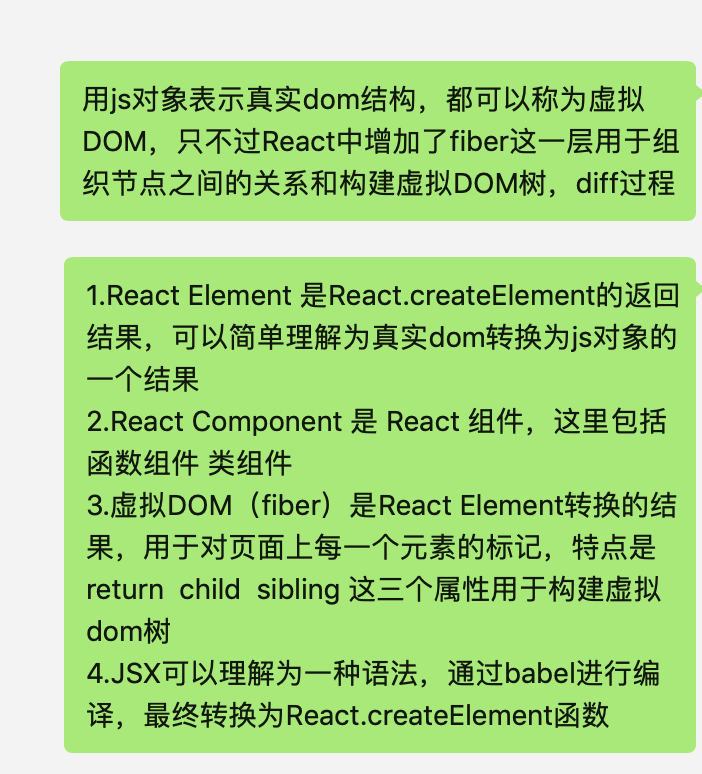 用js对象表示真实dom结构，都可以称为虚拟
DOM，只不过React中增加了fiber这一层用于组
织节点之间的关系和构建虚拟DOM树，diff过程
1.React Element 是React.createElement的返回
结果，可以简单理解为真实dom转换为js对象的
一个结果
2.React Component 是 React 组件，这里包括
函数组件 类组件
3.虚拟DOM（fiber）是React Element转换的结
果，用于对页面上每一个元素的标记，特点是
return  child  sibling 这三个属性用于构建虚拟
dom树
4.JSX可以理解为一种语法，通过babel进行编
译，最终转换为React.createElement函数